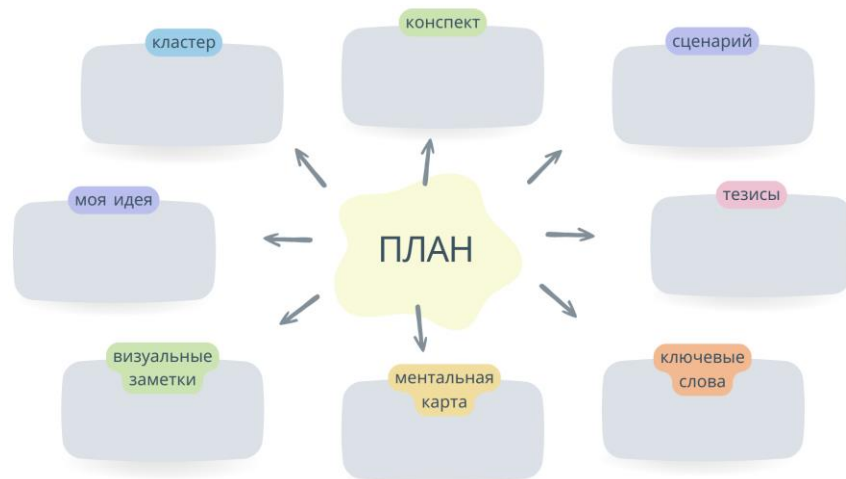 конспект
кластер
сценарий
моя идея
тезисы
ПЛАН
визуальные
заметки
ментальная
карта
ключевые
слова